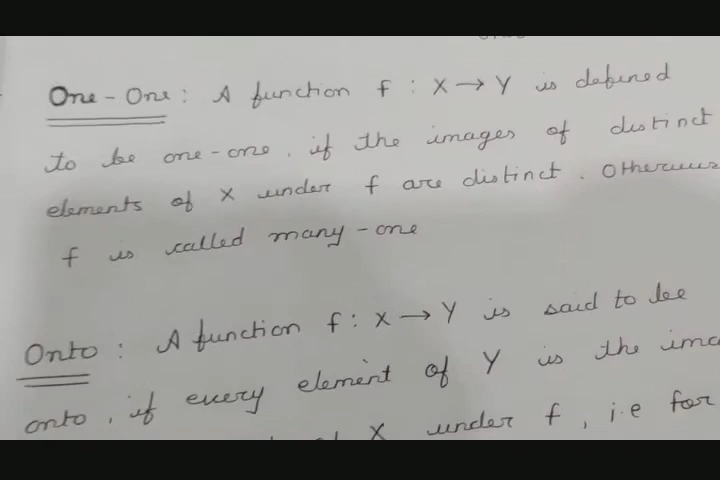 One - One : A function f : X → Y is defined
to be one-one, if the images of distinct
elements of X under f are distinct. Otherwise
f is called many-one
Onto : A function f : X → Y is said to be
onto, if every element of Y is the
X under f, i.e for